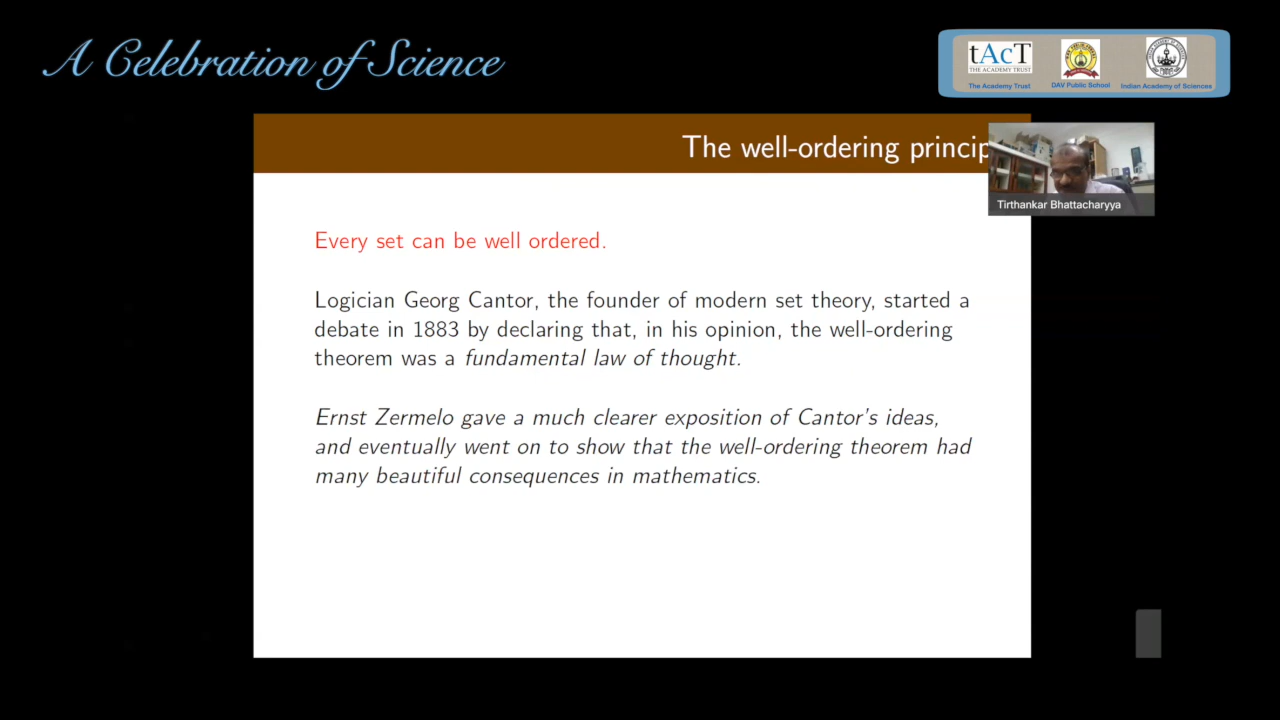 A Celebration of Science
tAcT
THE ACADEMY TRUST
The Academy Trust
DAV Public School
Indian Academy of Sciences
The well-ordering princip
Tirthankar Bhattacharyya
Every set can be well ordered.
Logician Georg Cantor, the founder of modern set theory, started a
debate in 1883 by declaring that, in his opinion, the well-ordering
theorem was a fundamental law of thought.
Ernst Zermelo gave a much clearer exposition of Cantor's ideas,
and eventually went on to show that the well-ordering theorem had
many beautiful consequences in mathematics.